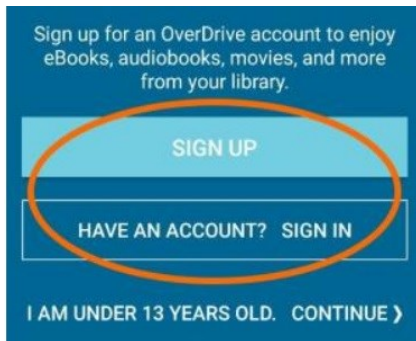 Sign up for an OverDrive account to enjoy
eBooks, audiobooks, movies, and more
from your library.
SIGN UP
HAVE AN ACCOUNT? SIGN IN
I AM UNDER 13 YEARS OLD. CONTINUE ❯